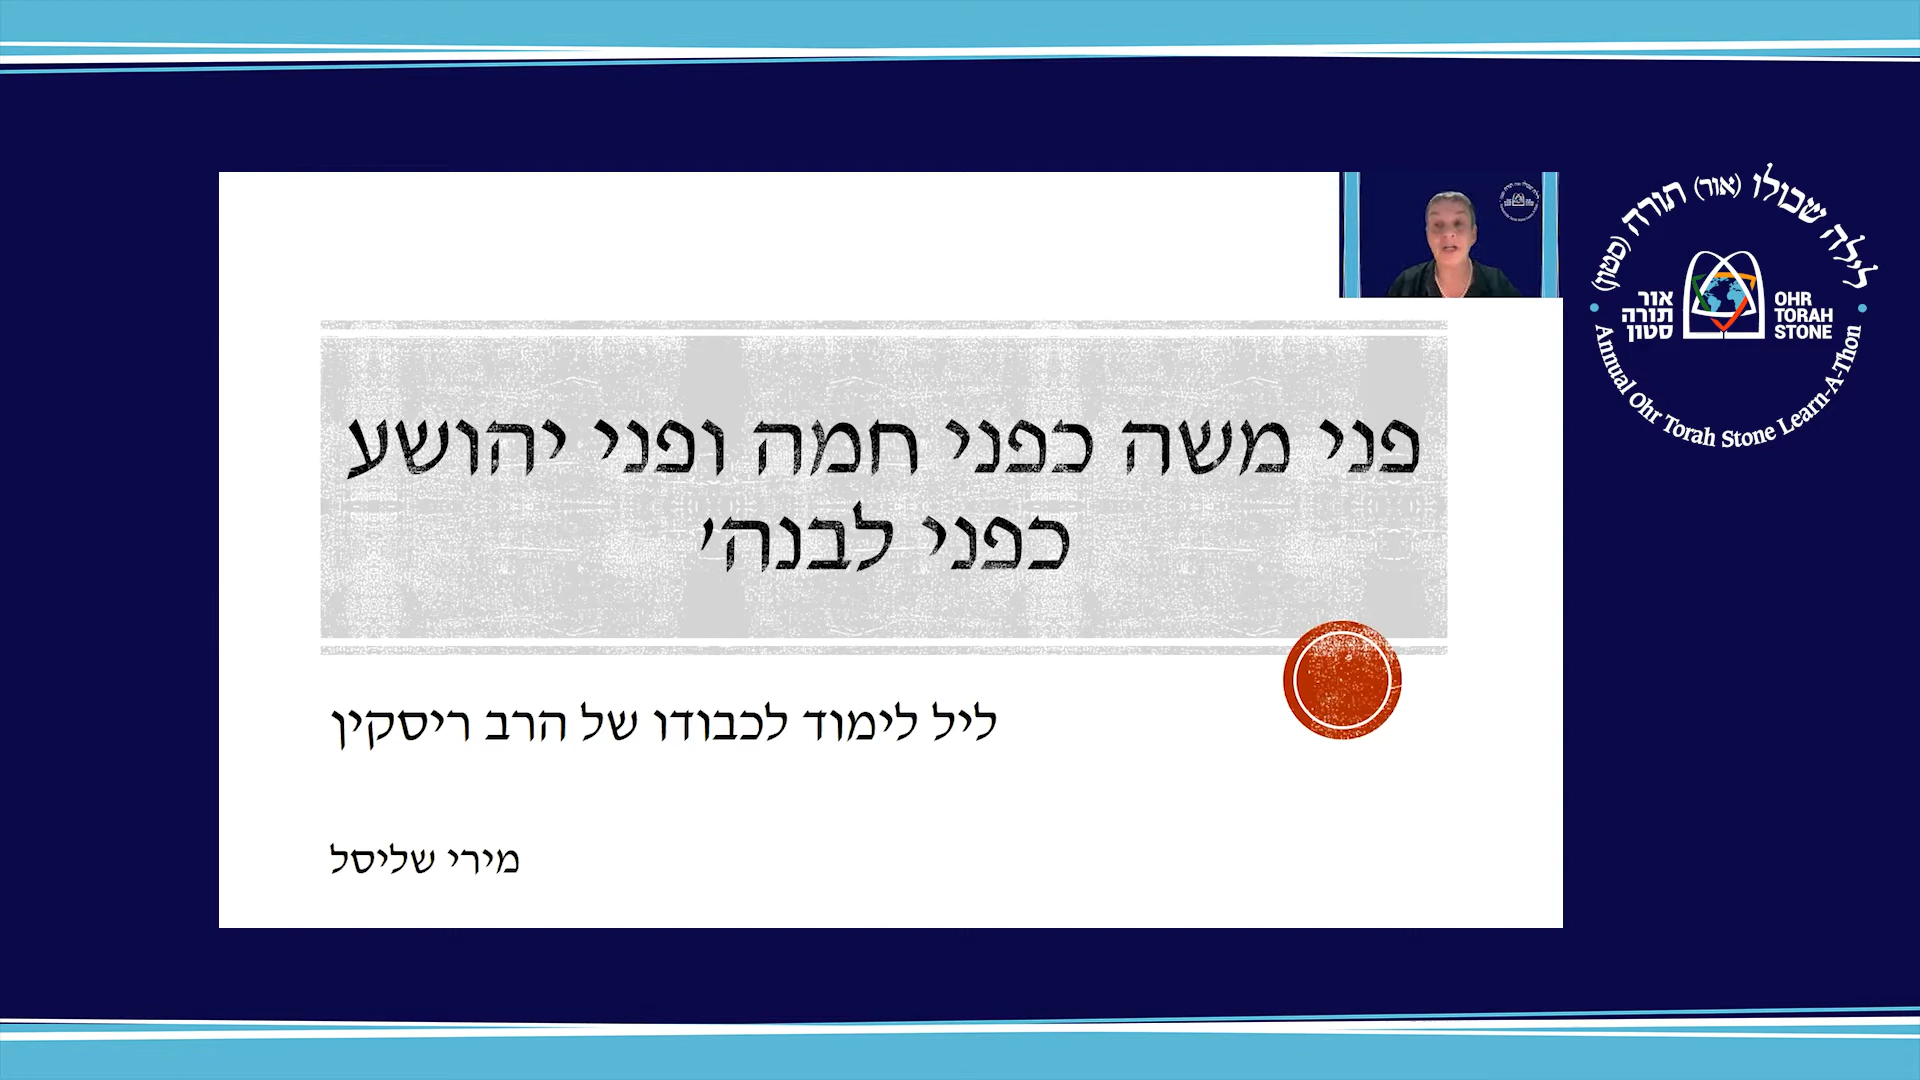 פני משה כפני חמה ופני יהושע
כפני לבנה'
ליל לימוד לכבודו של הרב ריסקין
מירי שליסל
לילה שכולו (אור) תורה (סטון)
אור
תורה
סטון
OHR
TORAH
STONE
Annual Ohr Torah Stone Learn-A-Thon